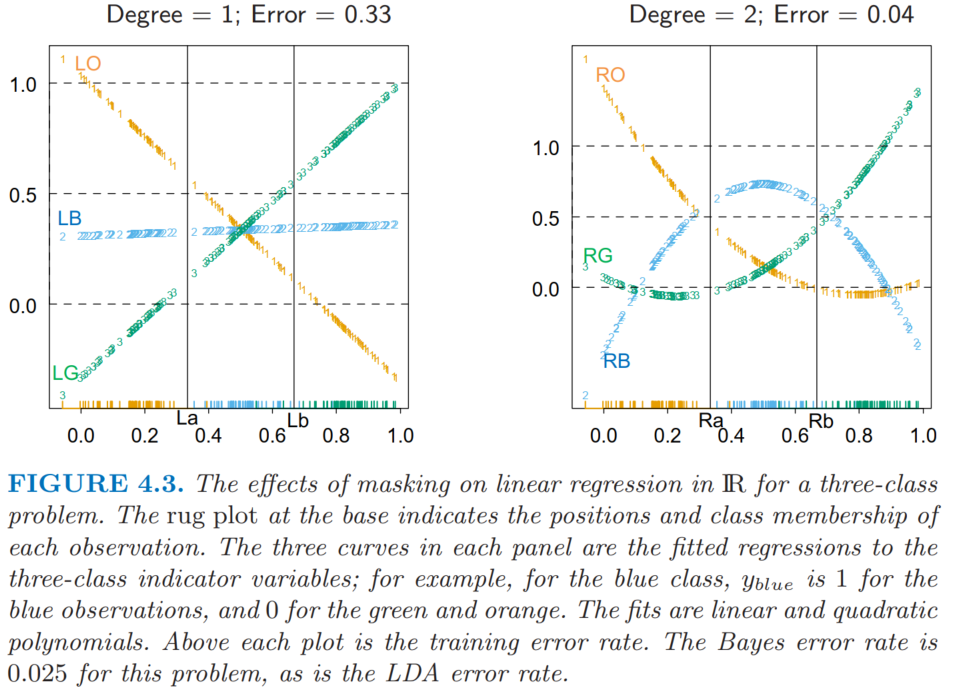 Degree = 1; Error = 0.33
Degree = 2; Error = 0.04
LO
1.0
0.5
LB
0.0
LG
La
Lb
0.0 0.2 0.4 0.6 0.8 1.0
RO
1.0
0.5
RG
0.0
RB
Ra
Rb
0.0 0.2 0.4 0.6 0.8 1.0
FIGURE 4.3. The effects of masking on linear regression in ℝ for a three-class
problem. The rug plot at the base indicates the positions and class membership of
each observation. The three curves in each panel are the fitted regressions to the
three-class indicator variables; for example, for the blue class, y_blue is 1 for the
blue observations, and 0 for the green and orange. The fits are linear and quadratic
polynomials. Above each plot is the training error rate. The Bayes error rate is
0.025 for this problem, as is the LDA error rate.